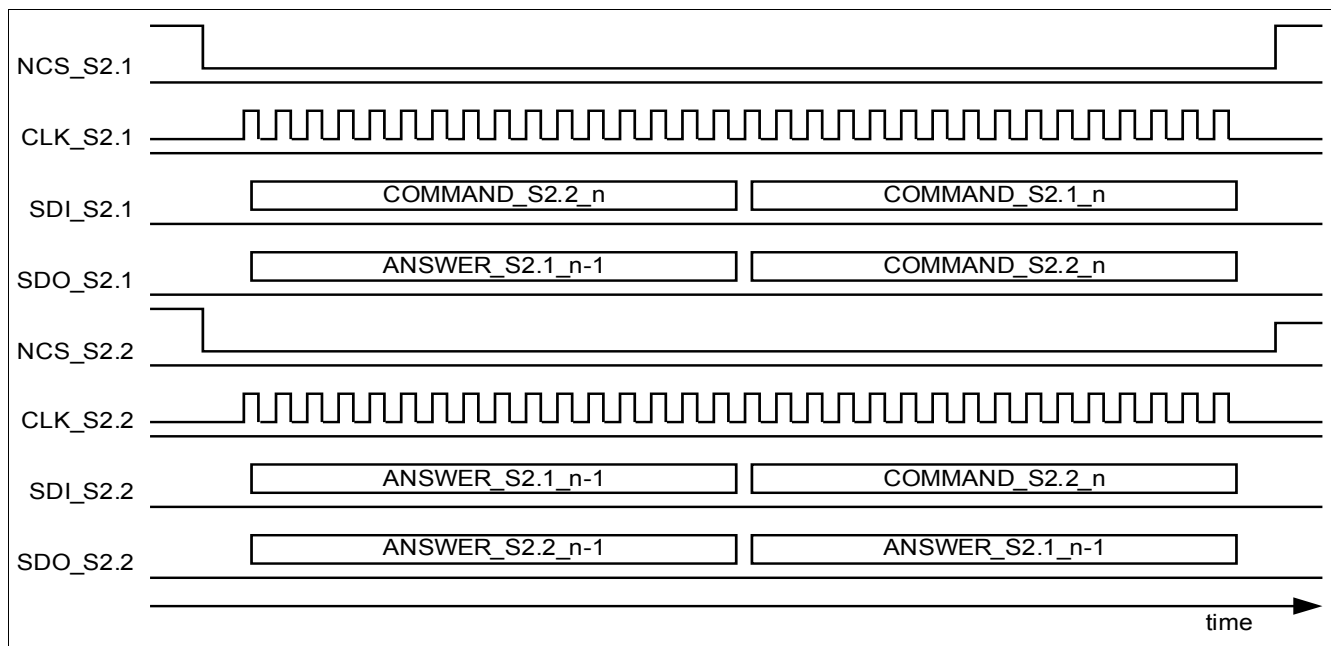 NCS_S2.1
CLK_S2.1
SDI_S2.1 COMMAND_S2.2_n COMMAND_S2.1_n
SDO_S2.1 ANSWER_S2.1_n-1 COMMAND_S2.2_n
NCS_S2.2
CLK_S2.2
SDI_S2.2 ANSWER_S2.1_n-1 COMMAND_S2.2_n
SDO_S2.2 ANSWER_S2.2_n-1 ANSWER_S2.1_n-1
time